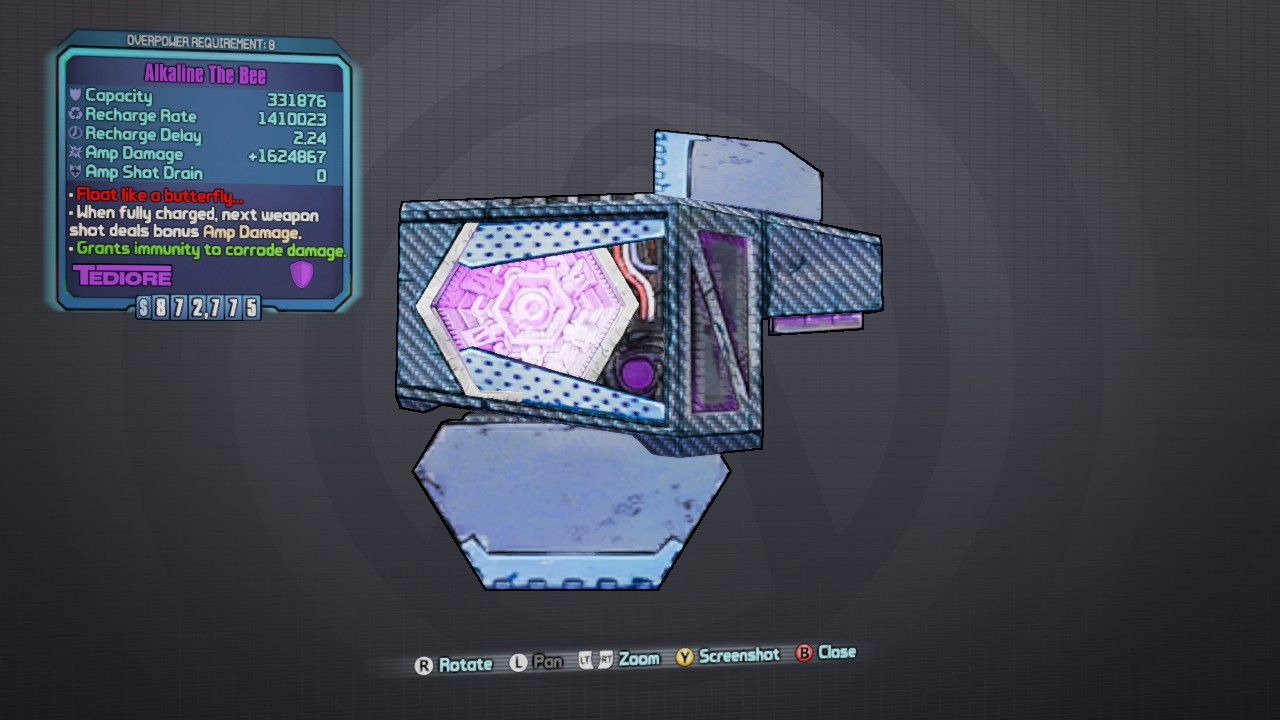 OVERPOWER REQUIREMENT: 8
Alkaline The Bee
Capacity 331876
Recharge Rate 1410023
Recharge Delay 2.24
Amp Damage +1624867
Amp Shot Drain 0
• Float like a butterfly...
• When fully charged, next weapon
shot deals bonus Amp Damage.
• Grants immunity to corrode damage.
TEDIORE
$872,775
R Rotate L Pan LT RT Zoom Y Screenshot B Close